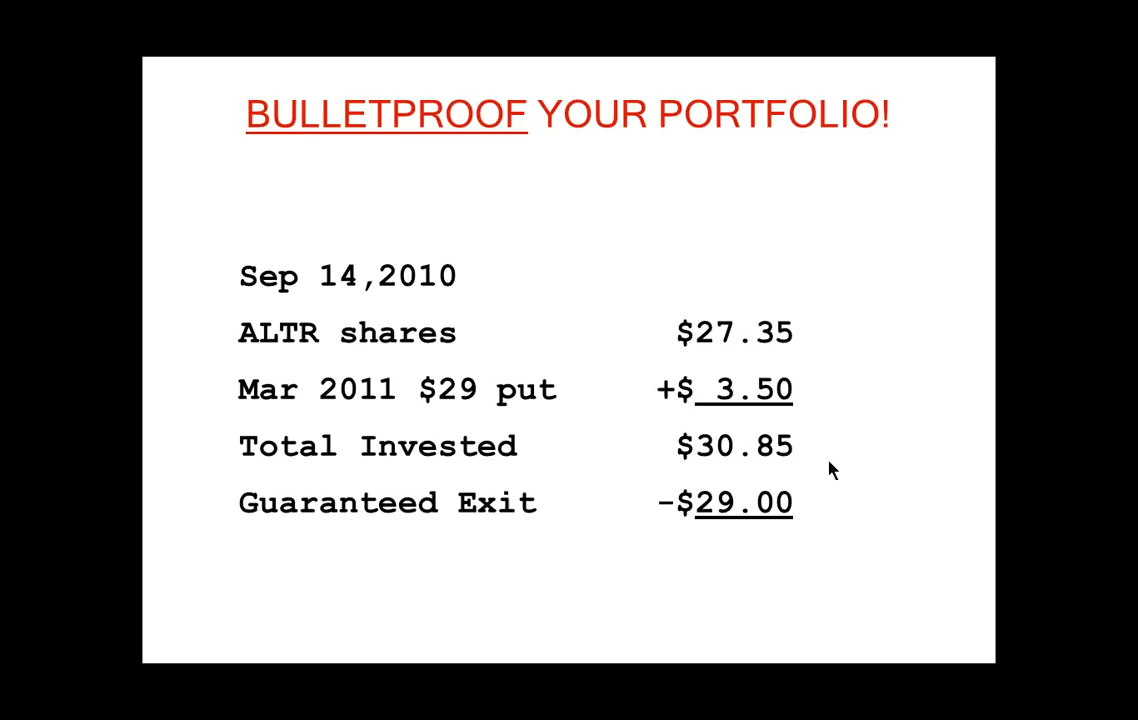 BULLETPROOF YOUR PORTFOLIO!
Sep 14,2010
ALTR shares $27.35
Mar 2011 $29 put +$ 3.50
Total Invested $30.85
Guaranteed Exit -$29.00